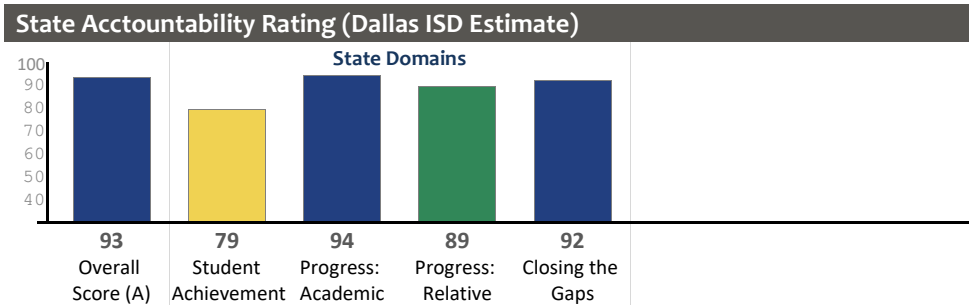 State Acctountability Rating (Dallas ISD Estimate)
State Domains
100
90
80
70
60
50
40
93 79 94 89 92
Overall Student Progress: Progress: Closing the
Score (A) Achievement Academic Relative Gaps